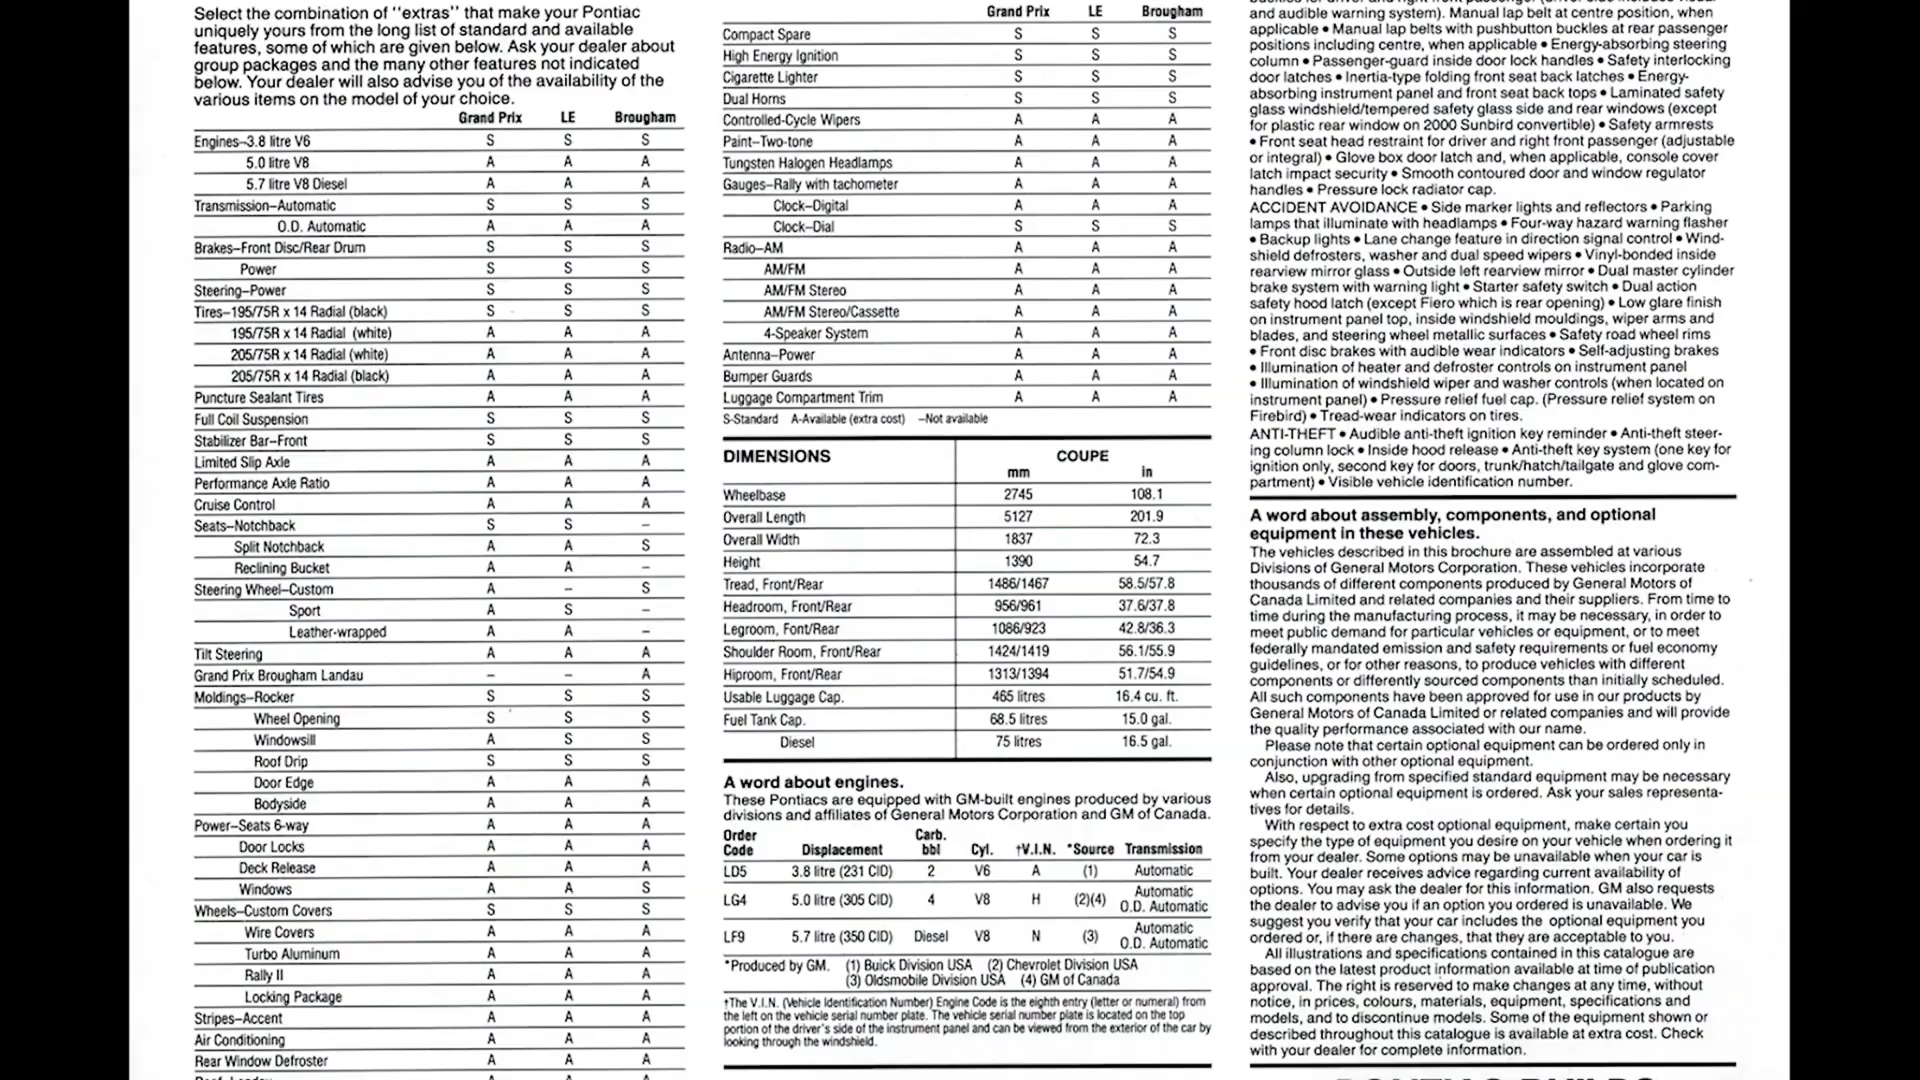 Select the combination of "extras" that make your Pontiac
uniquely yours from the long list of standard and available
features, some of which are given below. Ask your dealer about
group packages and the many other features not indicated
below. Your dealer will also advise you of the availability of the
various items on the model of your choice.
Grand Prix LE Brougham
Engines–3.8 litre V6 S S S
5.0 litre V8 A A A
5.7 litre V8 Diesel A A A
Transmission–Automatic S S S
O.D. Automatic A A A
Brakes–Front Disc/Rear Drum S S S
Power S S S
Steering–Power S S S
Tires–195/75R x 14 Radial (black) S S S
195/75R x 14 Radial (white) A A A
205/75R x 14 Radial (white) A A A
205/75R x 14 Radial (black) A A A
Puncture Sealant Tires A A A
Full Coil Suspension S S S
Stabilizer Bar–Front S S S
Limited Slip Axle A A A
Performance Axle Ratio A A A
Cruise Control A A A
Seats–Notchback S S –
Split Notchback A A S
Reclining Bucket A A –
Steering Wheel–Custom A – S
Sport A S –
Leather-wrapped A A –
Tilt Steering A A A
Grand Prix Brougham Landau – – A
Moldings–Rocker S S S
Wheel Opening S S S
Windowsill A S S
Roof Drip S S S
Door Edge A A A
Bodyside A A A
Power–Seats 6-way A A A
Door Locks A A A
Deck Release A A A
Windows A A S
Wheels–Custom Covers S S S
Wire Covers A A A
Turbo Aluminum A A A
Rally II A A A
Locking Package A A A
Stripes–Accent A A A
Air Conditioning A A A
Rear Window Defroster A A A
Grand Prix LE Brougham
Compact Spare S S S
High Energy Ignition S S S
Cigarette Lighter S S S
Dual Horns S S S
Controlled-Cycle Wipers A A A
Paint–Two-tone A A A
Tungsten Halogen Headlamps A A A
Gauges–Rally with tachometer A A A
Clock–Digital A A A
Clock–Dial S S S
Radio–AM A A A
AM/FM A A A
AM/FM Stereo A A A
AM/FM Stereo/Cassette A A A
4-Speaker System A A A
Antenna–Power A A A
Bumper Guards A A A
Luggage Compartment Trim A A A
S-Standard A-Available (extra cost) –Not available
DIMENSIONS COUPE
mm in
Wheelbase 2745 108.1
Overall Length 5127 201.9
Overall Width 1837 72.3
Height 1390 54.7
Tread, Front/Rear 1486/1467 58.5/57.8
Headroom, Front/Rear 956/961 37.6/37.8
Legroom, Font/Rear 1086/923 42.8/36.3
Shoulder Room, Front/Rear 1424/1419 56.1/55.9
Hiproom, Front/Rear 1313/1394 51.7/54.9
Usable Luggage Cap. 465 litres 16.4 cu. ft.
Fuel Tank Cap. 68.5 litres 15.0 gal.
Diesel 75 litres 16.5 gal.
A word about engines.
These Pontiacs are equipped with GM-built engines produced by various
divisions and affiliates of General Motors Corporation and GM of Canada.
Order Carb.
Code Displacement bbl Cyl. †V.I.N. *Source Transmission
LD5 3.8 litre (231 CID) 2 V6 A (1) Automatic
LG4 5.0 litre (305 CID) 4 V8 H (2)(4) Automatic
O.D. Automatic
LF9 5.7 litre (350 CID) Diesel V8 N (3) Automatic
O.D. Automatic
*Produced by GM. (1) Buick Division USA (2) Chevrolet Division USA
(3) Oldsmobile Division USA (4) GM of Canada
†The V.I.N. (Vehicle Identification Number) Engine Code is the eighth entry (letter or numeral) from
the left on the vehicle serial number plate. The vehicle serial number plate is located on the top
portion of the driver's side of the instrument panel and can be viewed from the exterior of the car by
looking through the windshield.
and audible warning system). Manual lap belt at centre position, when
applicable • Manual lap belts with pushbutton buckles at rear passenger
positions including centre, when applicable • Energy-absorbing steering
column • Passenger-guard inside door lock handles • Safety interlocking
door latches • Inertia-type folding front seat back latches • Energy-
absorbing instrument panel and front seat back tops • Laminated safety
glass windshield/tempered safety glass side and rear windows (except
for plastic rear window on 2000 Sunbird convertible) • Safety armrests
• Front seat head restraint for driver and right front passenger (adjustable
or integral) • Glove box door latch and, when applicable, console cover
latch impact security • Smooth contoured door and window regulator
handles • Pressure lock radiator cap.
ACCIDENT AVOIDANCE • Side marker lights and reflectors • Parking
lamps that illuminate with headlamps • Four-way hazard warning flasher
• Backup lights • Lane change feature in direction signal control • Wind-
shield defrosters, washer and dual speed wipers • Vinyl-bonded inside
rearview mirror glass • Outside left rearview mirror • Dual master cylinder
brake system with warning light • Starter safety switch • Dual action
safety hood latch (except Fiero which is rear opening) • Low glare finish
on instrument panel top, inside windshield mouldings, wiper arms and
blades, and steering wheel metallic surfaces • Safety road wheel rims
• Front disc brakes with audible wear indicators • Self-adjusting brakes
• Illumination of heater and defroster controls on instrument panel
• Illumination of windshield wiper and washer controls (when located on
instrument panel) • Pressure relief fuel cap. (Pressure relief system on
Firebird) • Tread-wear indicators on tires.
ANTI-THEFT • Audible anti-theft ignition key reminder • Anti-theft steer-
ing column lock • Inside hood release • Anti-theft key system (one key for
ignition only, second key for doors, trunk/hatch/tailgate and glove com-
partment) • Visible vehicle identification number.
A word about assembly, components, and optional
equipment in these vehicles.
The vehicles described in this brochure are assembled at various
Divisions of General Motors Corporation. These vehicles incorporate
thousands of different components produced by General Motors of
Canada Limited and related companies and their suppliers. From time to
time during the manufacturing process, it may be necessary, in order to
meet public demand for particular vehicles or equipment, or to meet
federally mandated emission and safety requirements or fuel economy
guidelines, or for other reasons, to produce vehicles with different
components or differently sourced components than initially scheduled.
All such components have been approved for use in our products by
General Motors of Canada Limited or related companies and will provide
the quality performance associated with our name.
Please note that certain optional equipment can be ordered only in
conjunction with other optional equipment.
Also, upgrading from specified standard equipment may be necessary
when certain optional equipment is ordered. Ask your sales representa-
tives for details.
With respect to extra cost optional equipment, make certain you
specify the type of equipment you desire on your vehicle when ordering it
from your dealer. Some options may be unavailable when your car is
built. Your dealer receives advice regarding current availability of
options. You may ask the dealer for this information. GM also requests
the dealer to advise you if an option you ordered is unavailable. We
suggest you verify that your car includes the optional equipment you
ordered or, if there are changes, that they are acceptable to you.
All illustrations and specifications contained in this catalogue are
based on the latest product information available at time of publication
approval. The right is reserved to make changes at any time, without
notice, in prices, colours, materials, equipment, specifications and
models, and to discontinue models. Some of the equipment shown or
described throughout this catalogue is available at extra cost. Check
with your dealer for complete information.